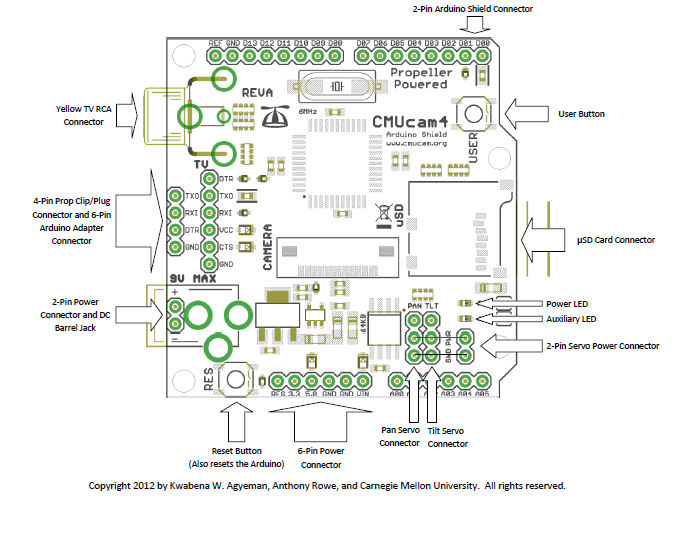 2-Pin Arduino Shield Connector
REF GND D13 D12 D11 D10 D09 D08
D07 D06 D05 D04 D03 D02 D01 D00
REVA
Propeller
Powered
6MHz
CMUcam4
Arduino Shield
www.cmucam.org
USER
User Button
Yellow TV RCA
Connector
TV
4-Pin Prop Clip/Plug
Connector and 6-Pin
Arduino Adapter
Connector
DTR
TXO TXO
RXI RXI
DTR VCC
GND CTS
GND
CAMERA
uSD
µSD Card Connector
9V MAX
2-Pin Power
Connector and DC
Barrel Jack
+
−
64KB
PAN TLT
GND PWR
Power LED
Auxiliary LED
2-Pin Servo Power Connector
RES
RES 3.3 5.0 GND GND VIN
A00 A03 A04 A05
Reset Button
(Also resets the Arduino)
6-Pin Power
Connector
Pan Servo
Connector
Tilt Servo
Connector
Copyright 2012 by Kwabena W. Agyeman, Anthony Rowe, and Carnegie Mellon University. All rights reserved.